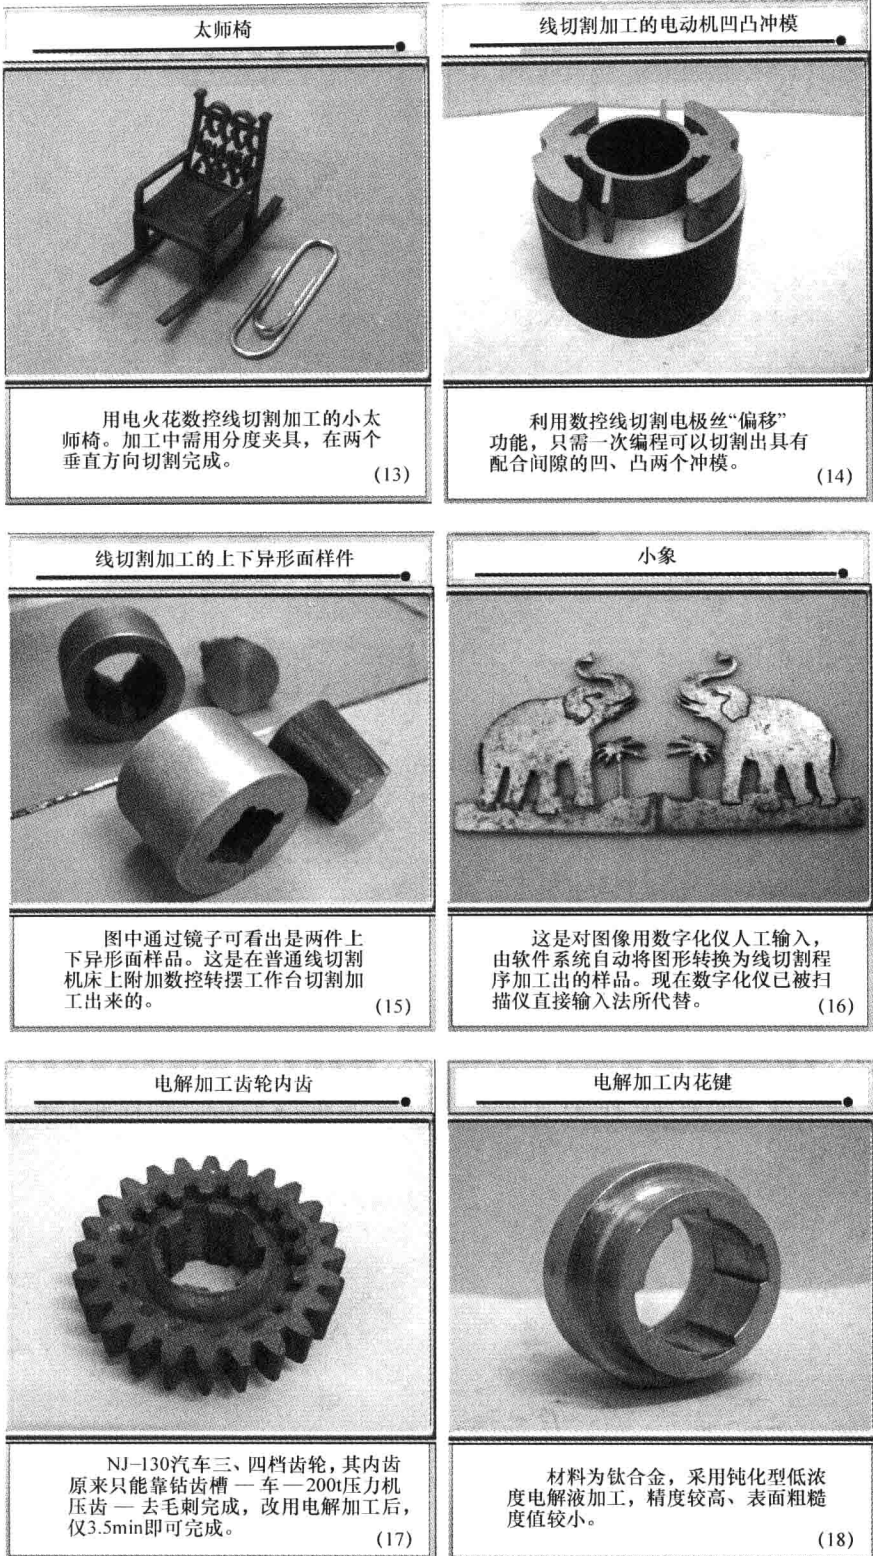 太师椅
用电火花数控线切割加工的小太
师椅。加工中需用分度夹具，在两个
垂直方向切割完成。
(13)
线切割加工的电动机凹凸冲模
利用数控线切割电极丝“偏移”
功能，只需一次编程可以切割出具有
配合间隙的凹、凸两个冲模。
(14)
线切割加工的上下异形面样件
图中通过镜子可看出是两件上
下异形面样品。这是在普通线切割
机床上附加数控转摆工作台切割加
工出来的。
(15)
小象
这是对图像用数字化仪人工输入，
由软件系统自动将图形转换为线切割程
序加工出的样品。现在数字化仪已被扫
描仪直接输入法所代替。
(16)
电解加工齿轮内齿
NJ–130汽车三、四档齿轮，其内齿
原来只能靠钻齿槽 — 车 — 200t压力机
压齿 — 去毛刺完成，改用电解加工后，
仅3.5min即可完成。
(17)
电解加工内花键
材料为钛合金，采用钝化型低浓
度电解液加工，精度较高、表面粗糙
度值较小。
(18)